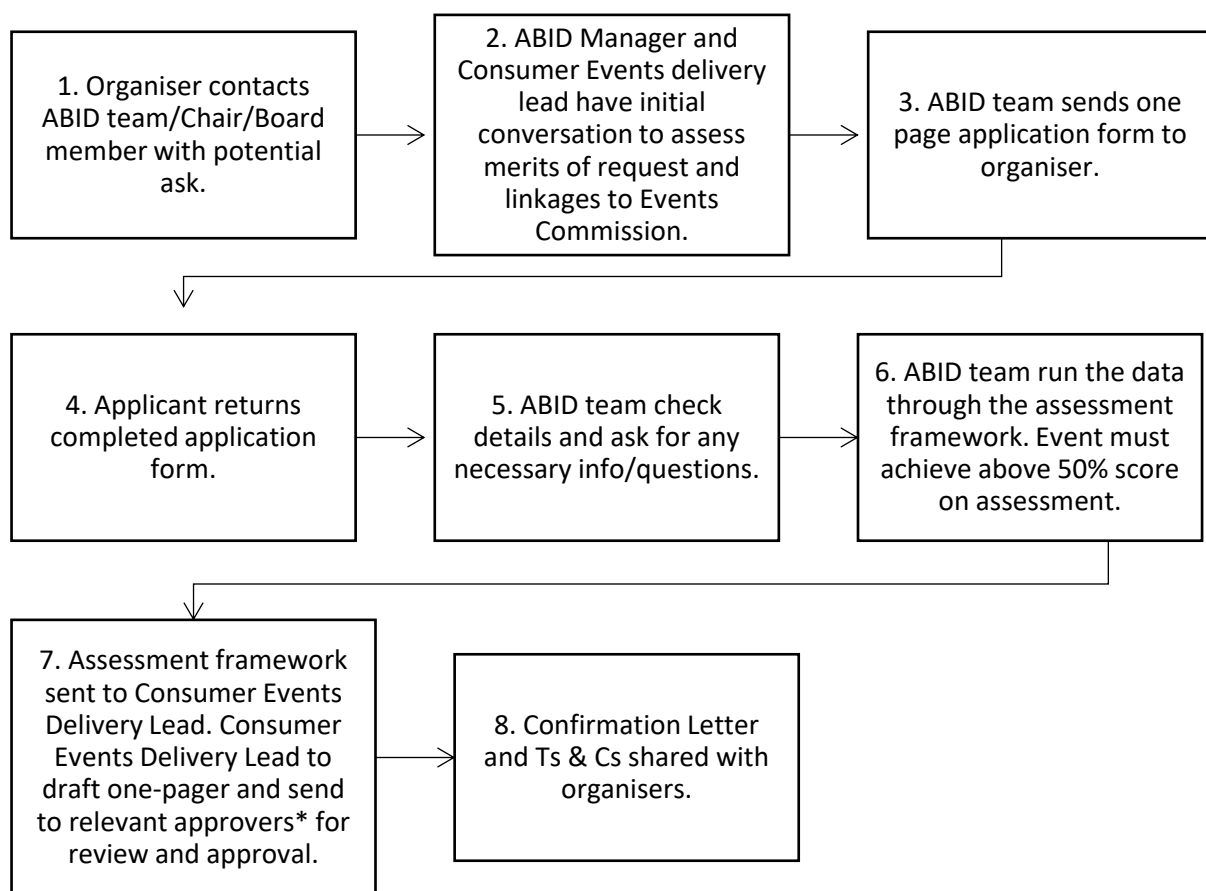 1. Organiser contacts
ABID team/Chair/Board
member with potential
ask.
2. ABID Manager and
Consumer Events delivery
lead have initial
conversation to assess
merits of request and
linkages to Events
Commission.
3. ABID team sends one
page application form to
organiser.
4. Applicant returns
completed application
form.
5. ABID team check
details and ask for any
necessary info/questions.
6. ABID team run the data
through the assessment
framework. Event must
achieve above 50% score
on assessment.
7. Assessment framework
sent to Consumer Events
Delivery Lead. Consumer
Events Delivery Lead to
draft one-pager and send
to relevant approvers* for
review and approval.
8. Confirmation Letter
and Ts & Cs shared with
organisers.